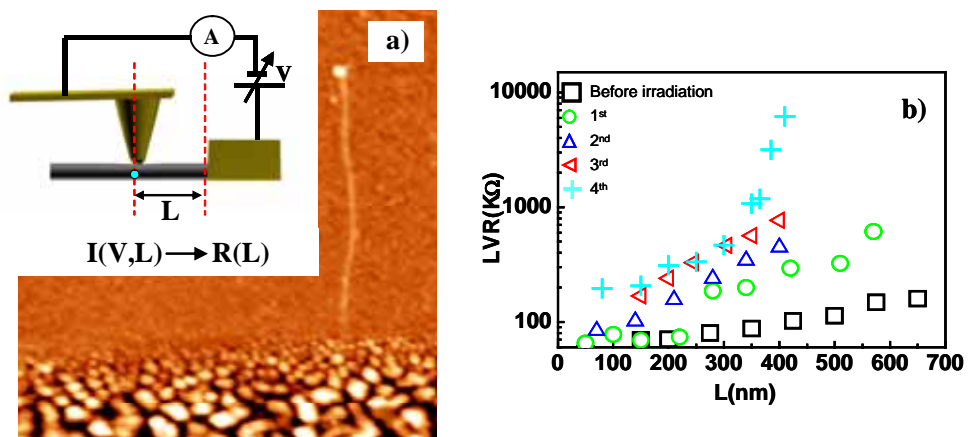 A
a)
V
L
I(V,L)→R(L)
b)
Before irradiation
1st
2nd
3rd
4th
10000
1000
100
LVR(KΩ)
0 100 200 300 400 500 600 700
L(nm)